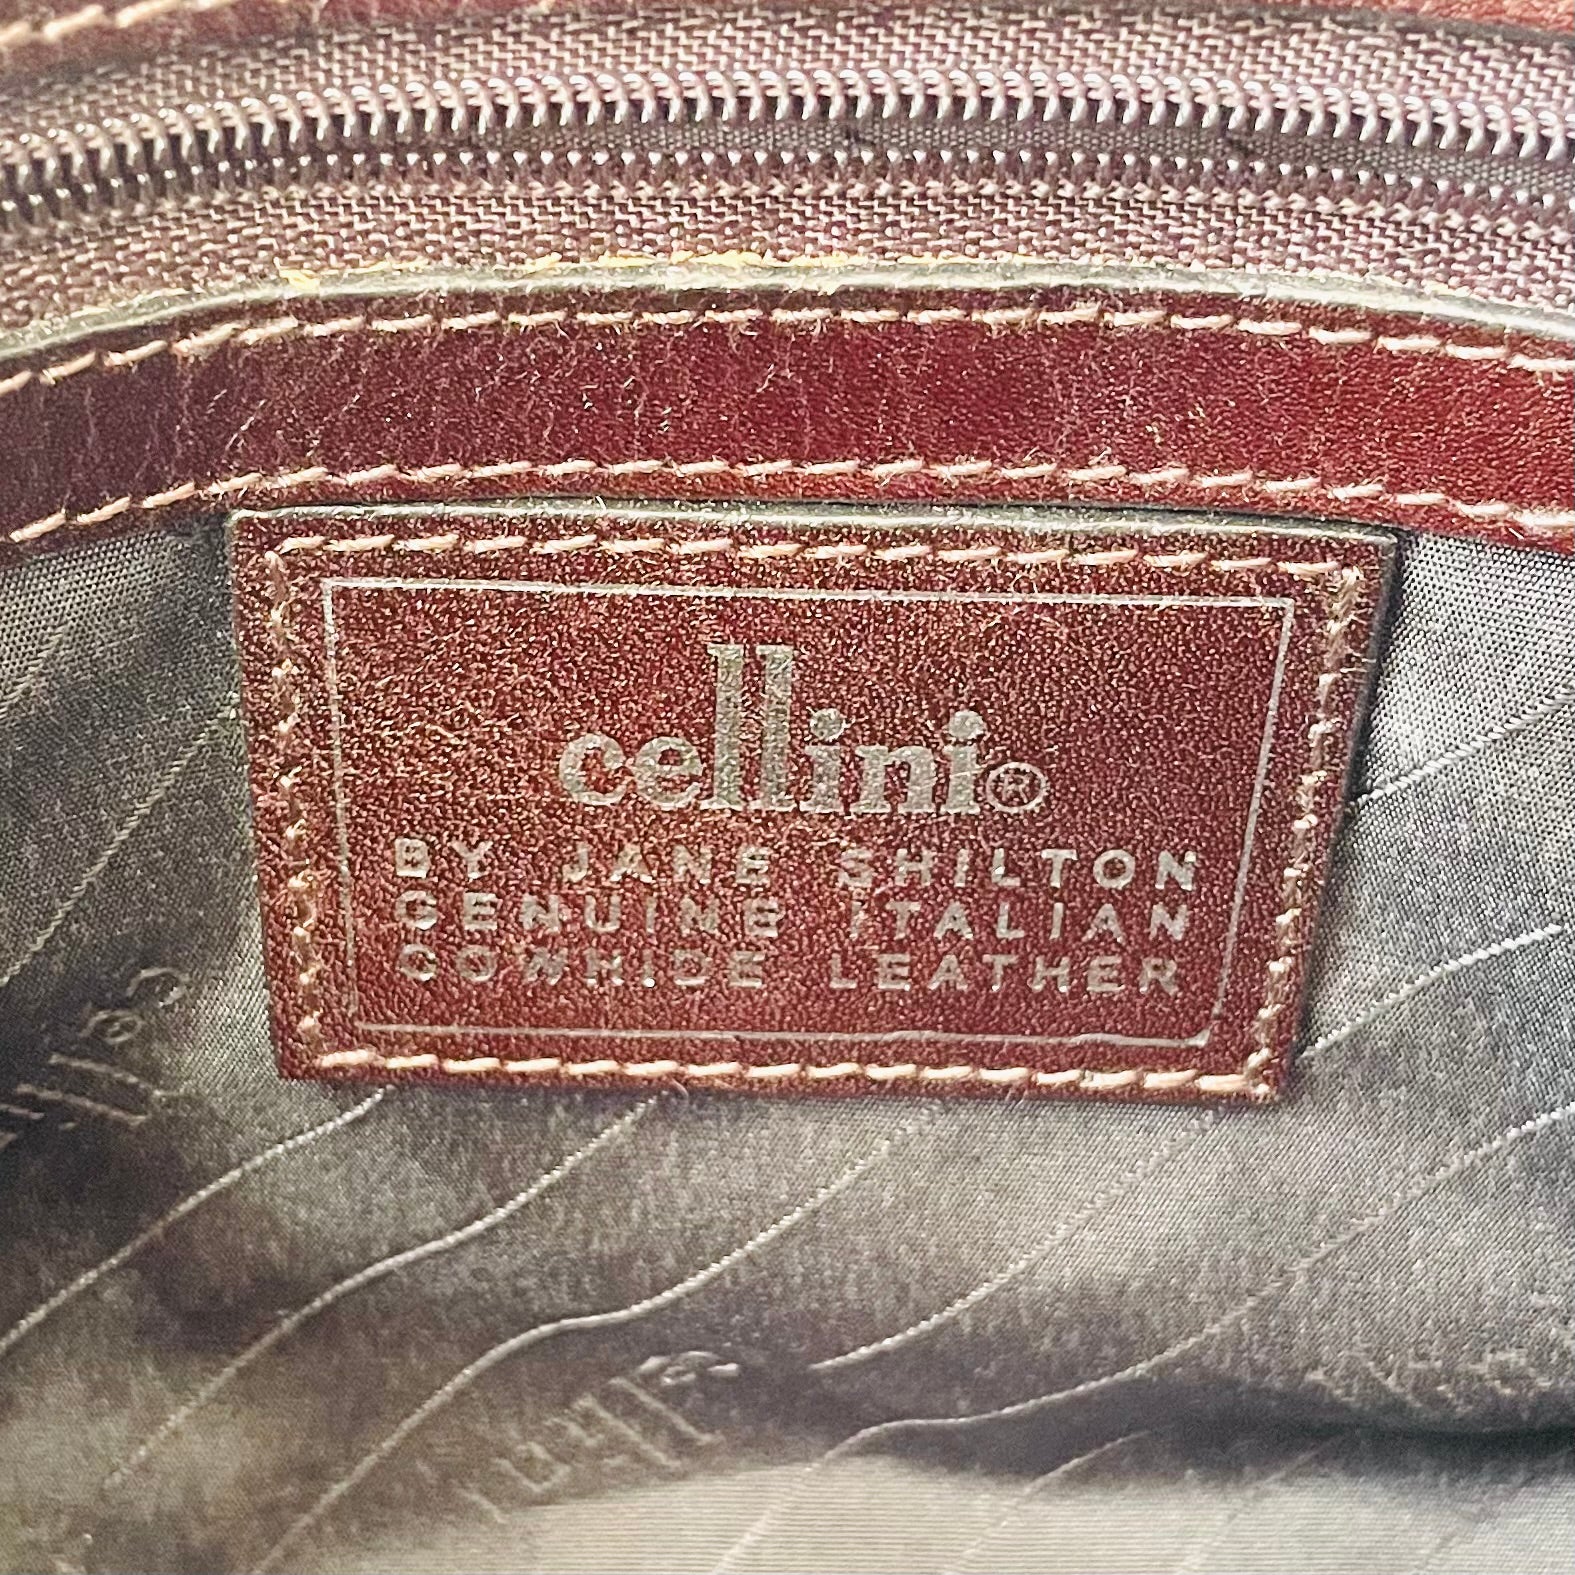 cellini®
BY JANE SHILTON
GENUINE ITALIAN
COWHIDE LEATHER